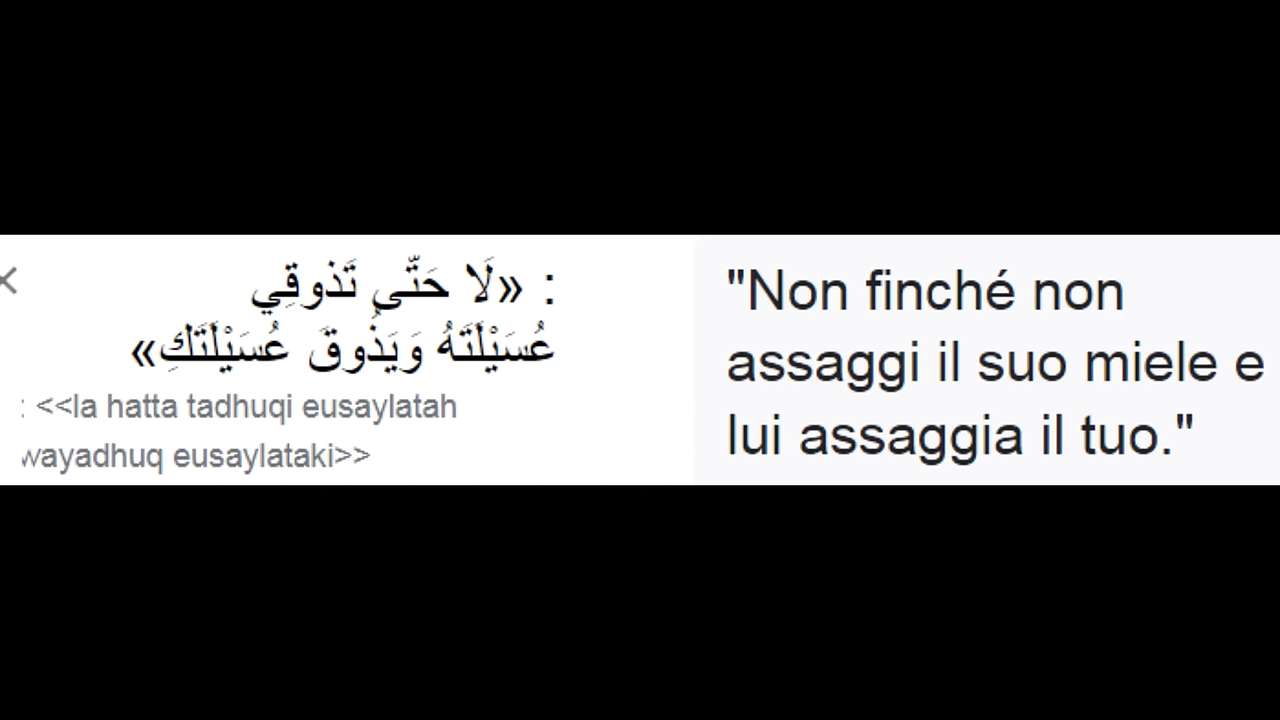 : «لَا حَتَّى تَذوقِي
عُسَيْلَتَهُ وَيَذُوقَ عُسَيْلَتَكِ»
: <<la hatta tadhuqi eusaylatah
wayadhuq eusaylataki>>
"Non finché non
assaggi il suo miele e
lui assaggia il tuo."